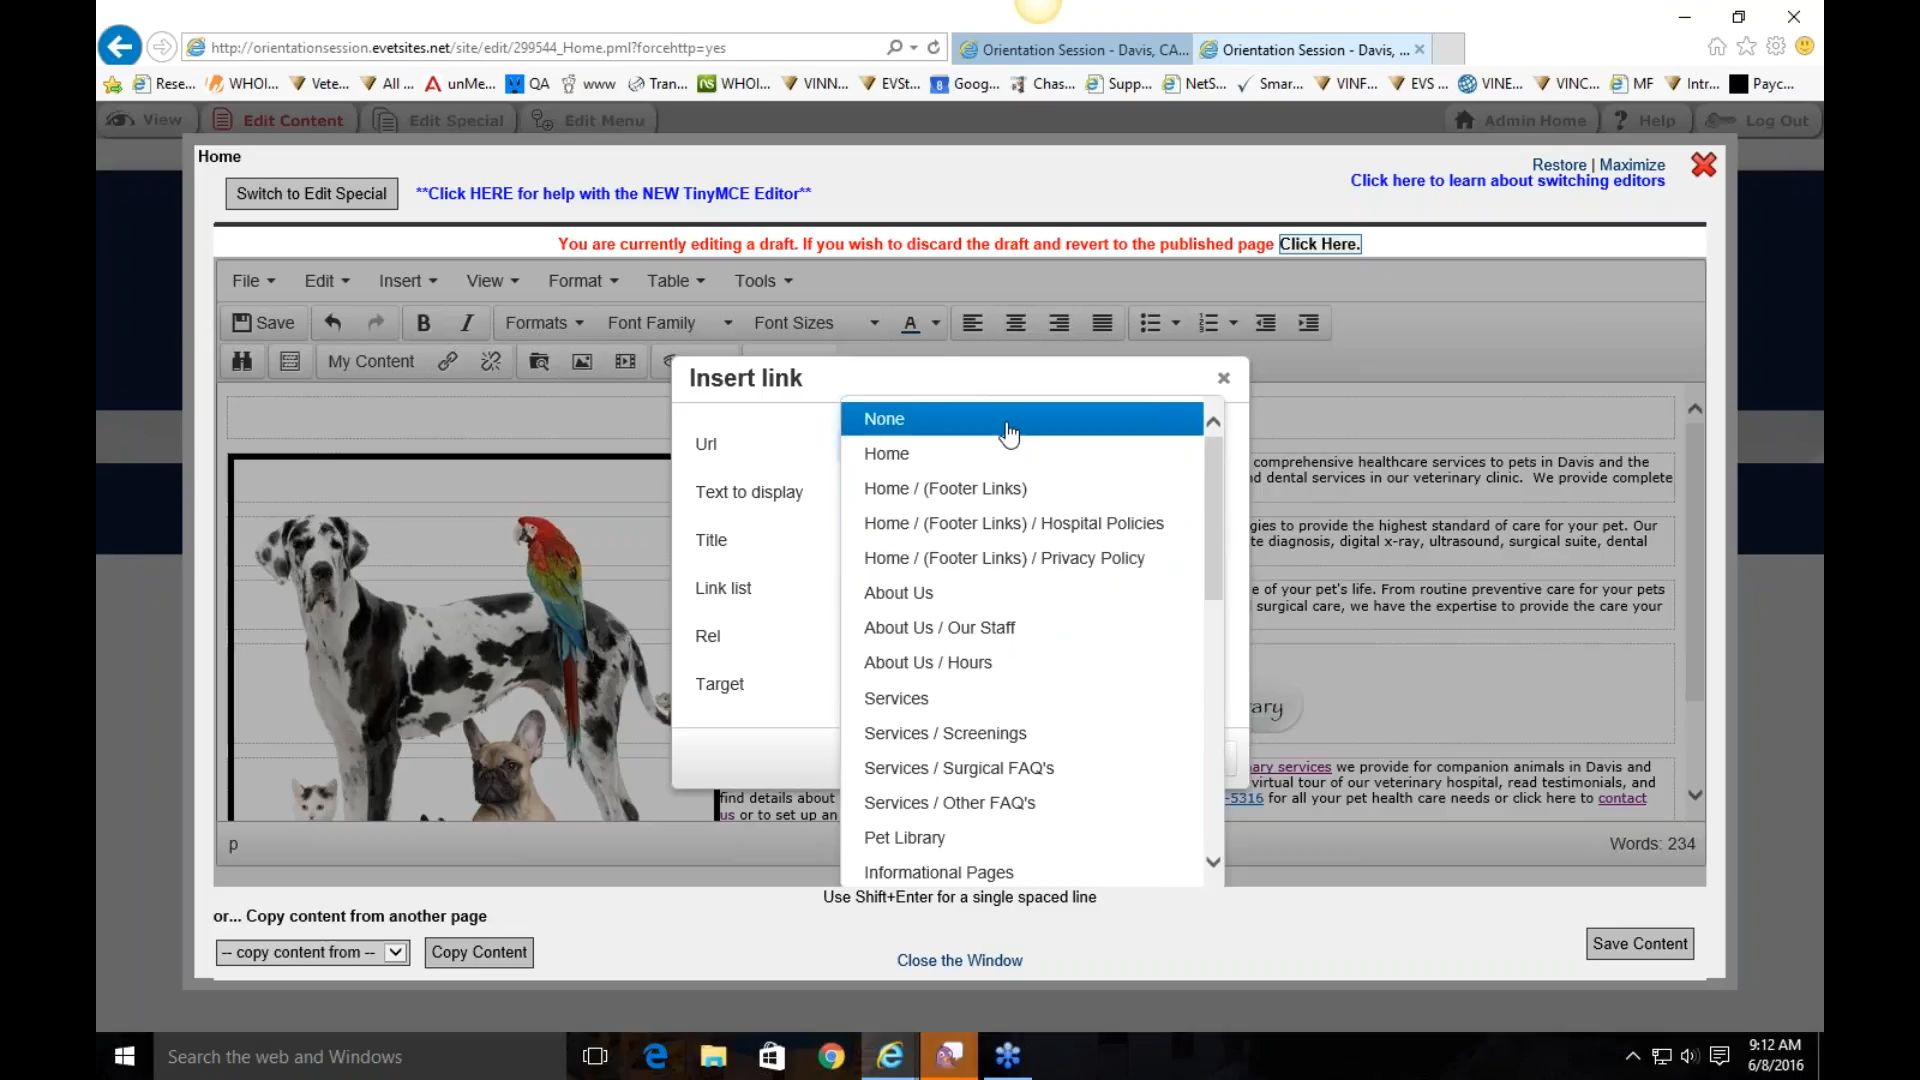 http://orientationsession.evetsites.net/site/edit/299544_Home.pml?forcehttp=yes
Orientation Session - Davis, CA...
Orientation Session - Davis, ...
Rese... WHOI... Vete... All ... unMe... QA www Tran... WHOI... VINN... EVSt... Goog... Chas... Supp... NetS... Smar... VINF... EVS ... VINE... VINC... MF Intr... Payc...
View Edit Content Edit Special Edit Menu Admin Home Help Log Out
Home
Restore | Maximize
Click here to learn about switching editors
Switch to Edit Special
**Click HERE for help with the NEW TinyMCE Editor**
You are currently editing a draft. If you wish to discard the draft and revert to the published page Click Here.
File Edit Insert View Format Table Tools
Save B I Formats Font Family Font Sizes A
My Content
Insert link
Url
Text to display
Title
Link list
Rel
Target
None
Home
Home / (Footer Links)
Home / (Footer Links) / Hospital Policies
Home / (Footer Links) / Privacy Policy
About Us
About Us / Our Staff
About Us / Hours
Services
Services / Screenings
Services / Surgical FAQ's
Services / Other FAQ's
Pet Library
Informational Pages
comprehensive healthcare services to pets in Davis and the
d dental services in our veterinary clinic. We provide complete
gies to provide the highest standard of care for your pet. Our
te diagnosis, digital x-ray, ultrasound, surgical suite, dental
e of your pet's life. From routine preventive care for your pets
surgical care, we have the expertise to provide the care your
ary
ary services we provide for companion animals in Davis and
virtual tour of our veterinary hospital, read testimonials, and
find details about
-5316 for all your pet health care needs or click here to contact
us or to set up an
p
Words: 234
Use Shift+Enter for a single spaced line
or... Copy content from another page
-- copy content from --
Copy Content
Close the Window
Save Content
Search the web and Windows
9:12 AM
6/8/2016